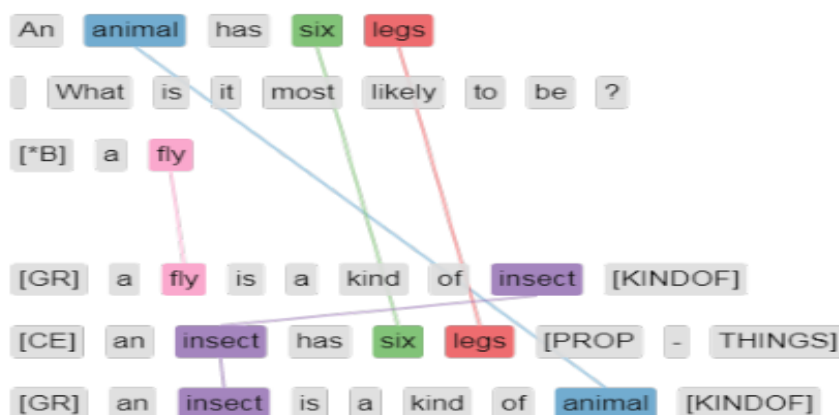 An animal has six legs
What is it most likely to be ?
[*B] a fly
[GR] a fly is a kind of insect [KINDOF]
[CE] an insect has six legs [PROP - THINGS]
[GR] an insect is a kind of animal [KINDOF]